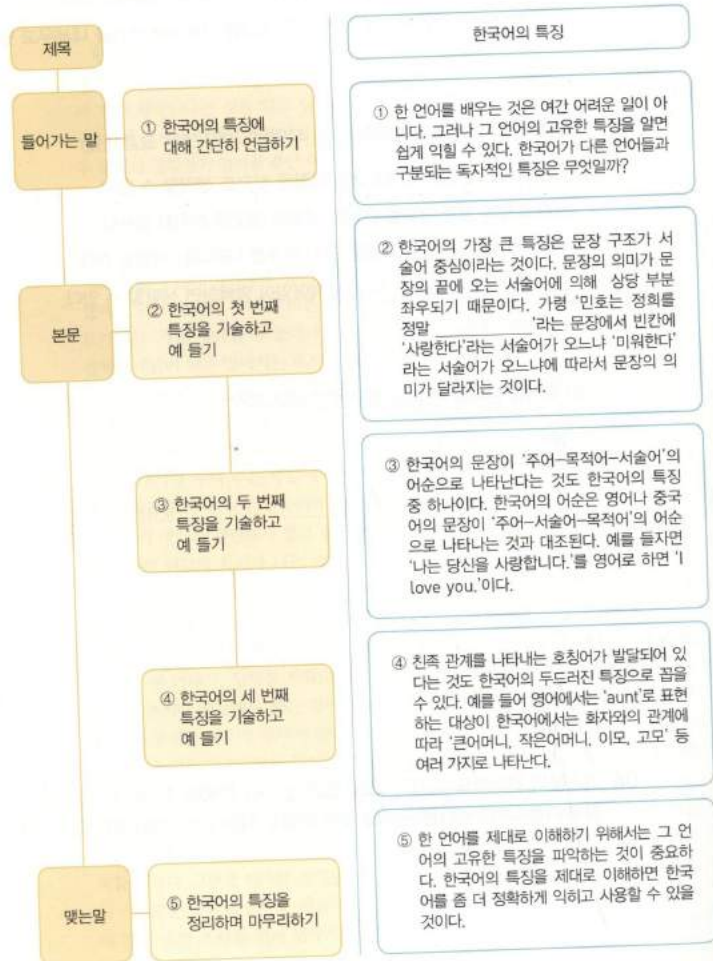 제목
한국어의 특징
들어가는 말
① 한국어의 특징에
대해 간단히 언급하기
① 한 언어를 배우는 것은 여간 어려운 일이 아
니다. 그러나 그 언어의 고유한 특징을 알면
쉽게 익힐 수 있다. 한국어가 다른 언어들과
구분되는 독자적인 특징은 무엇일까?
본문
② 한국어의 첫 번째
특징을 기술하고
예 들기
② 한국어의 가장 큰 특징은 문장 구조가 서
술어 중심이라는 것이다. 문장의 의미가 문
장의 끝에 오는 서술어에 의해 상당 부분
좌우되기 때문이다. 가령 '민호는 정희를
정말 ____________'라는 문장에서 빈칸에
'사랑한다'라는 서술어가 오느냐 '미워한다'
라는 서술어가 오느냐에 따라서 문장의 의
미가 달라지는 것이다.
③ 한국어의 두 번째
특징을 기술하고
예 들기
③ 한국어의 문장이 '주어–목적어–서술어'의
어순으로 나타난다는 것도 한국어의 특징
중 하나이다. 한국어의 어순은 영어나 중국
어의 문장이 '주어–서술어–목적어'의 어순
으로 나타나는 것과 대조된다. 예를 들자면
'나는 당신을 사랑합니다.'를 영어로 하면 'I
love you.'이다.
④ 한국어의 세 번째
특징을 기술하고
예 들기
④ 친족 관계를 나타내는 호칭어가 발달되어 있
다는 것도 한국어의 두드러진 특징으로 꼽을
수 있다. 예를 들어 영어에서는 'aunt'로 표현
하는 대상이 한국어에서는 화자와의 관계에
따라 '큰어머니, 작은어머니, 이모, 고모' 등
여러 가지로 나타난다.
맺는말
⑤ 한국어의 특징을
정리하며 마무리하기
⑤ 한 언어를 제대로 이해하기 위해서는 그 언
어의 고유한 특징을 파악하는 것이 중요하
다. 한국어의 특징을 제대로 이해하면 한국
어를 좀 더 정확하게 익히고 사용할 수 있을
것이다.